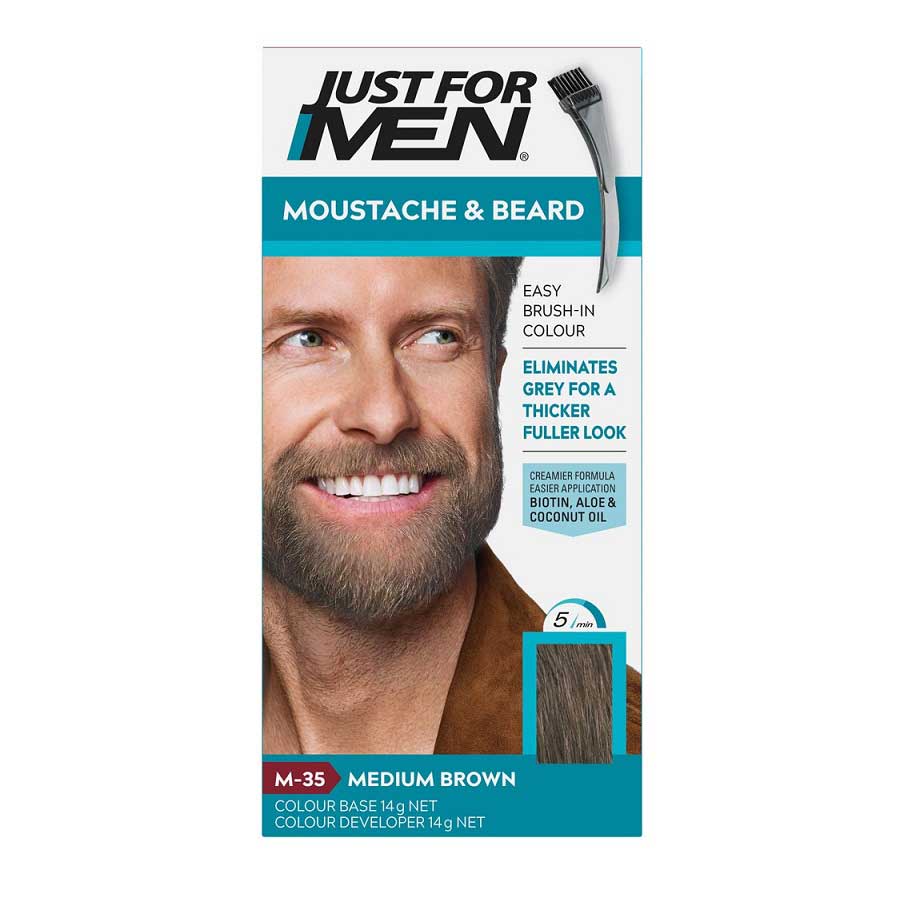 JUST FOR
MEN®
MOUSTACHE & BEARD
EASY
BRUSH-IN
COLOUR
ELIMINATES
GREY FOR A
THICKER
FULLER LOOK
CREAMIER FORMULA
EASIER APPLICATION
BIOTIN, ALOE &
COCONUT OIL
5 min
M-35 MEDIUM BROWN
COLOUR BASE 14g NET
COLOUR DEVELOPER 14g NET